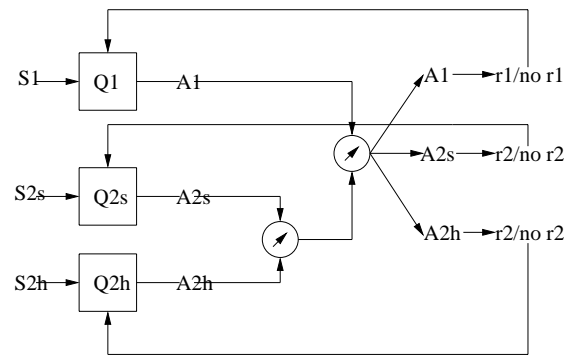 S1 Q1 A1 A1 r1/no r1
S2s Q2s A2s A2s r2/no r2
S2h Q2h A2h A2h r2/no r2